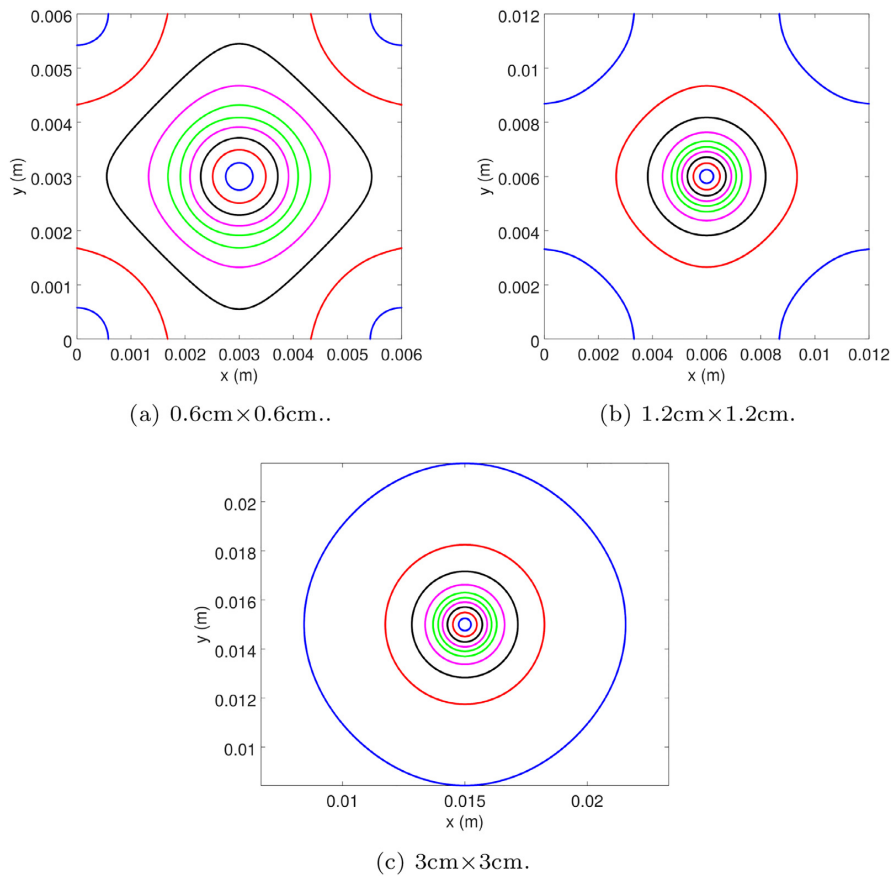 0.006
0.005
0.004
0.003
0.002
0.001
0
y (m)
0 0.001 0.002 0.003 0.004 0.005 0.006
x (m)
(a) 0.6cm×0.6cm..
0.012
0.01
0.008
0.006
0.004
0.002
0
y (m)
0 0.002 0.004 0.006 0.008 0.01 0.012
x (m)
(b) 1.2cm×1.2cm.
0.02
0.018
0.016
0.014
0.012
0.01
y (m)
0.01 0.015 0.02
x (m)
(c) 3cm×3cm.